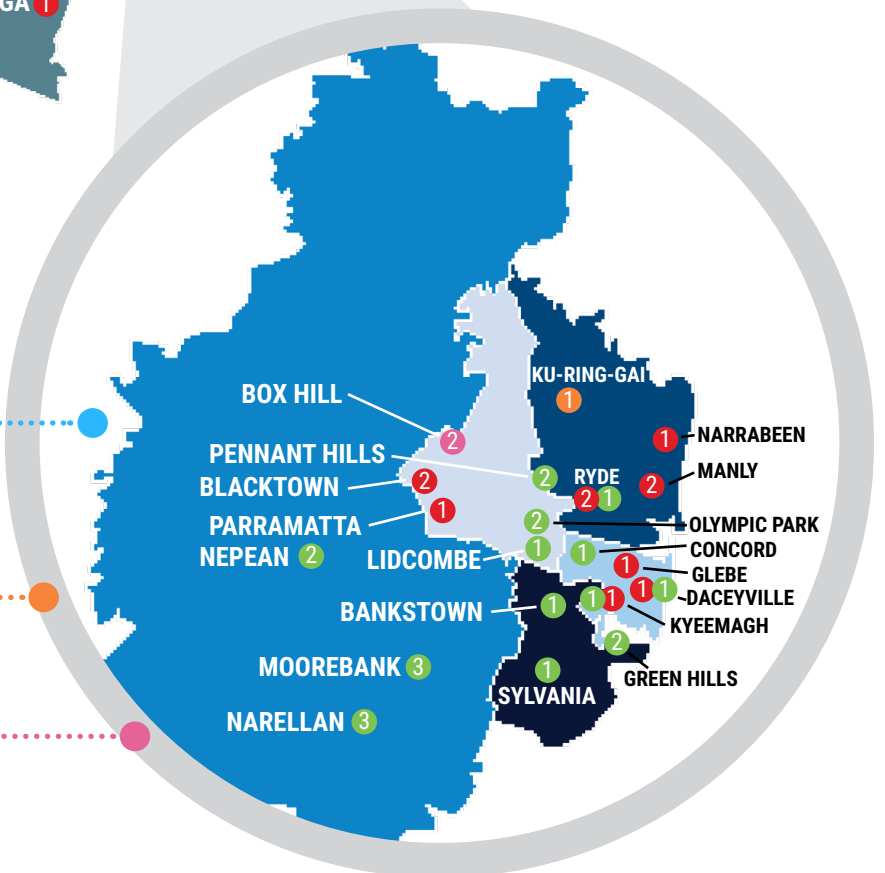 GA 1
KU-RING-GAI
1
BOX HILL
2
1 NARRABEEN
PENNANT HILLS
2
RYDE
2 1
2 MANLY
BLACKTOWN 2
PARRAMATTA 1
2 OLYMPIC PARK
NEPEAN 2
LIDCOMBE 1
1 CONCORD
1 GLEBE
1 1 DACEYVILLE
BANKSTOWN 1
1 1 KYEEMAGH
2 GREEN HILLS
MOOREBANK 3
1
SYLVANIA
NARELLAN 3